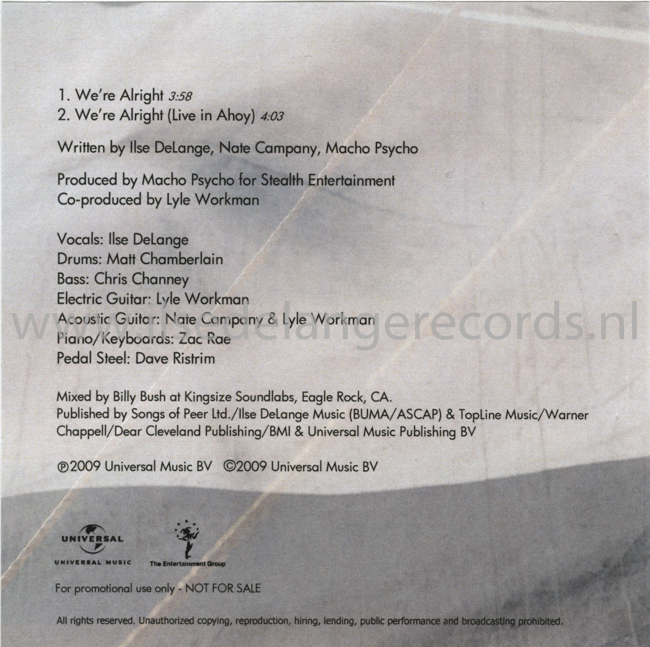 1. We're Alright 3:58
2. We're Alright (Live in Ahoy) 4:03
Written by Ilse DeLange, Nate Campany, Macho Psycho
Produced by Macho Psycho for Stealth Entertainment
Co-produced by Lyle Workman
Vocals: Ilse DeLange
Drums: Matt Chamberlain
Bass: Chris Channey
Electric Guitar: Lyle Workman
www.ilsedelangerecords.nl
Acoustic Guitar: Nate Campany & Lyle Workman
Piano/Keyboards: Zac Rae
Pedal Steel: Dave Ristrim
Mixed by Billy Bush at Kingsize Soundlabs, Eagle Rock, CA.
Published by Songs of Peer Ltd./Ilse DeLange Music (BUMA/ASCAP) & TopLine Music/Warner
Chappell/Dear Cleveland Publishing/BMI & Universal Music Publishing BV
℗2009 Universal Music BV ©2009 Universal Music BV
UNIVERSAL
UNIVERSAL MUSIC
The Entertainment Group
For promotional use only - NOT FOR SALE
All rights reserved. Unauthorized copying, reproduction, hiring, lending, public performance and broadcasting prohibited.